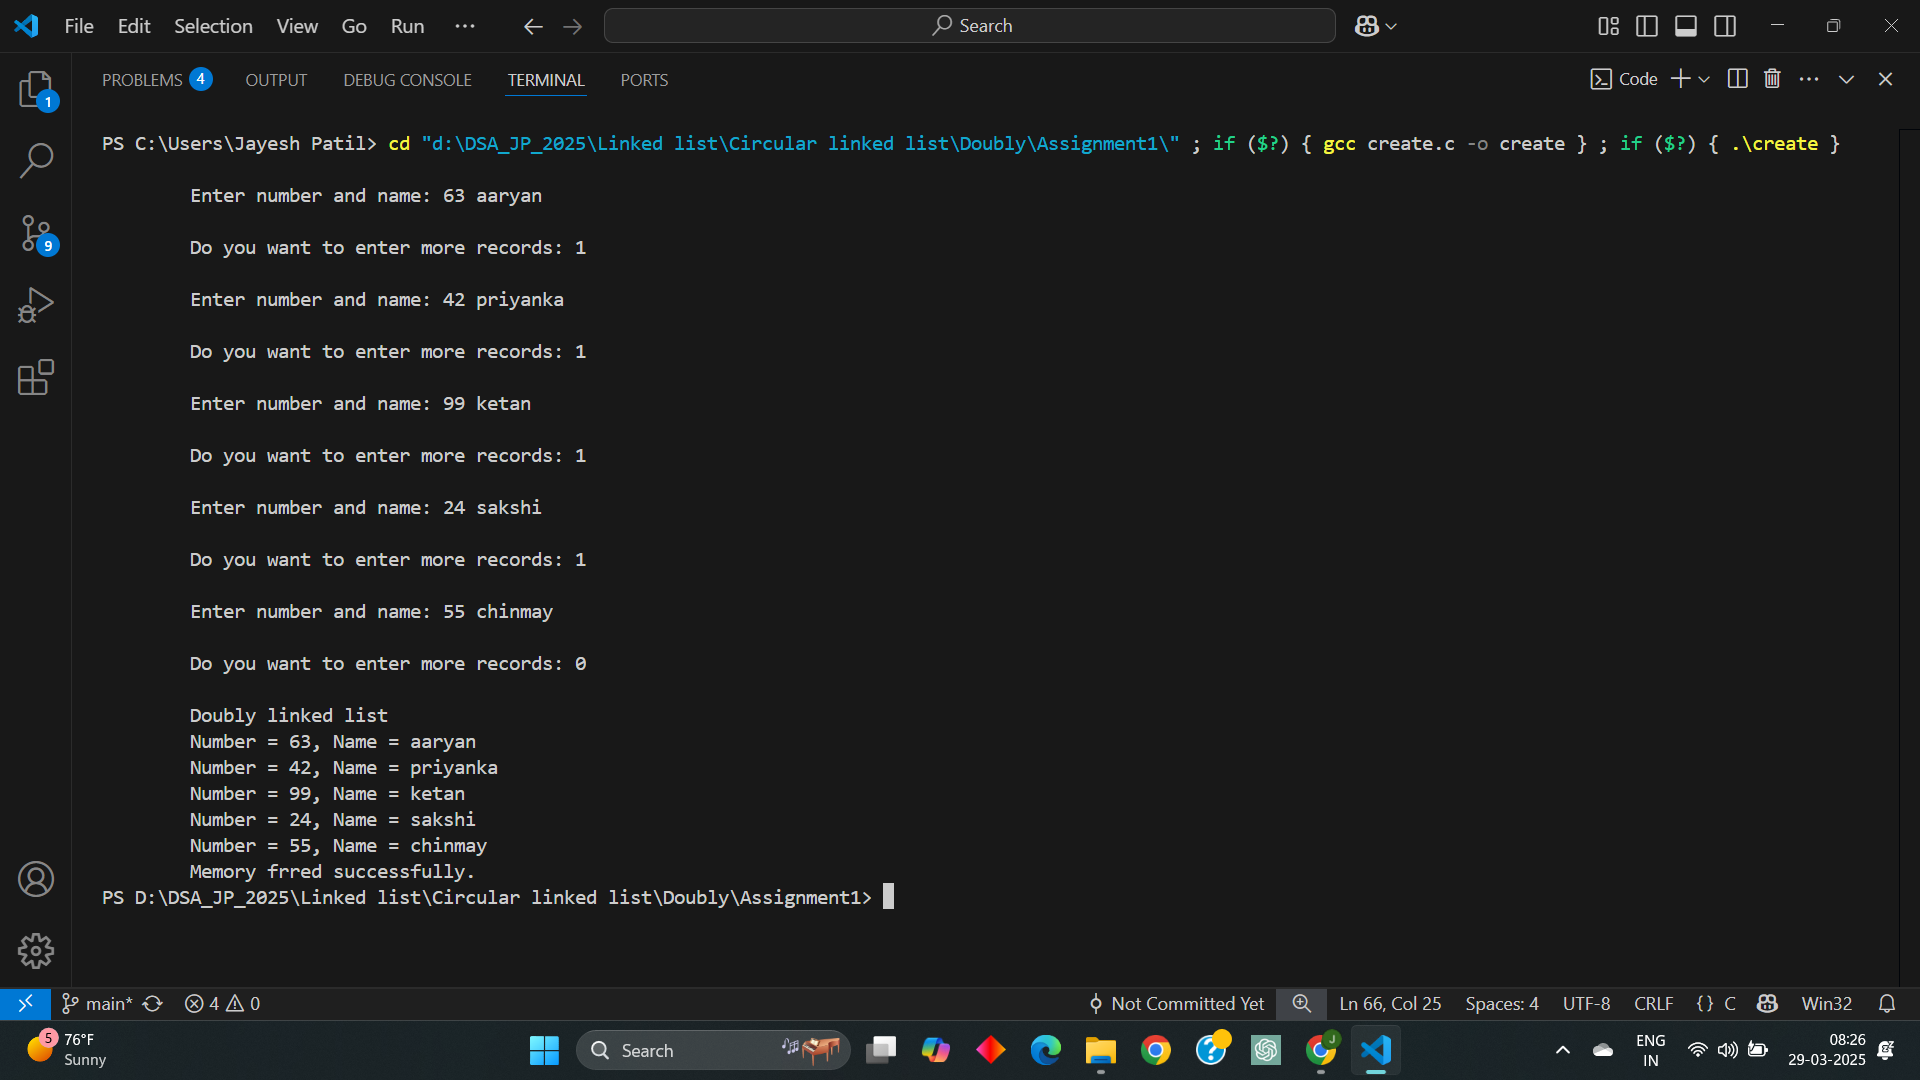 File Edit Selection View Go Run ··· Search
PROBLEMS 4 OUTPUT DEBUG CONSOLE TERMINAL PORTS Code
PS C:\Users\Jayesh Patil> cd "d:\DSA_JP_2025\Linked list\Circular linked list\Doubly\Assignment1\" ; if ($?) { gcc create.c -o create } ; if ($?) { .\create }
Enter number and name: 63 aaryan
Do you want to enter more records: 1
Enter number and name: 42 priyanka
Do you want to enter more records: 1
Enter number and name: 99 ketan
Do you want to enter more records: 1
Enter number and name: 24 sakshi
Do you want to enter more records: 1
Enter number and name: 55 chinmay
Do you want to enter more records: 0
Doubly linked list
Number = 63, Name = aaryan
Number = 42, Name = priyanka
Number = 99, Name = ketan
Number = 24, Name = sakshi
Number = 55, Name = chinmay
Memory frred successfully.
PS D:\DSA_JP_2025\Linked list\Circular linked list\Doubly\Assignment1>
1
9
main* 4 0 Not Committed Yet Ln 66, Col 25 Spaces: 4 UTF-8 CRLF {} C Win32
5 76°F
Sunny
Search
J
ENG
IN
08:26
29-03-2025